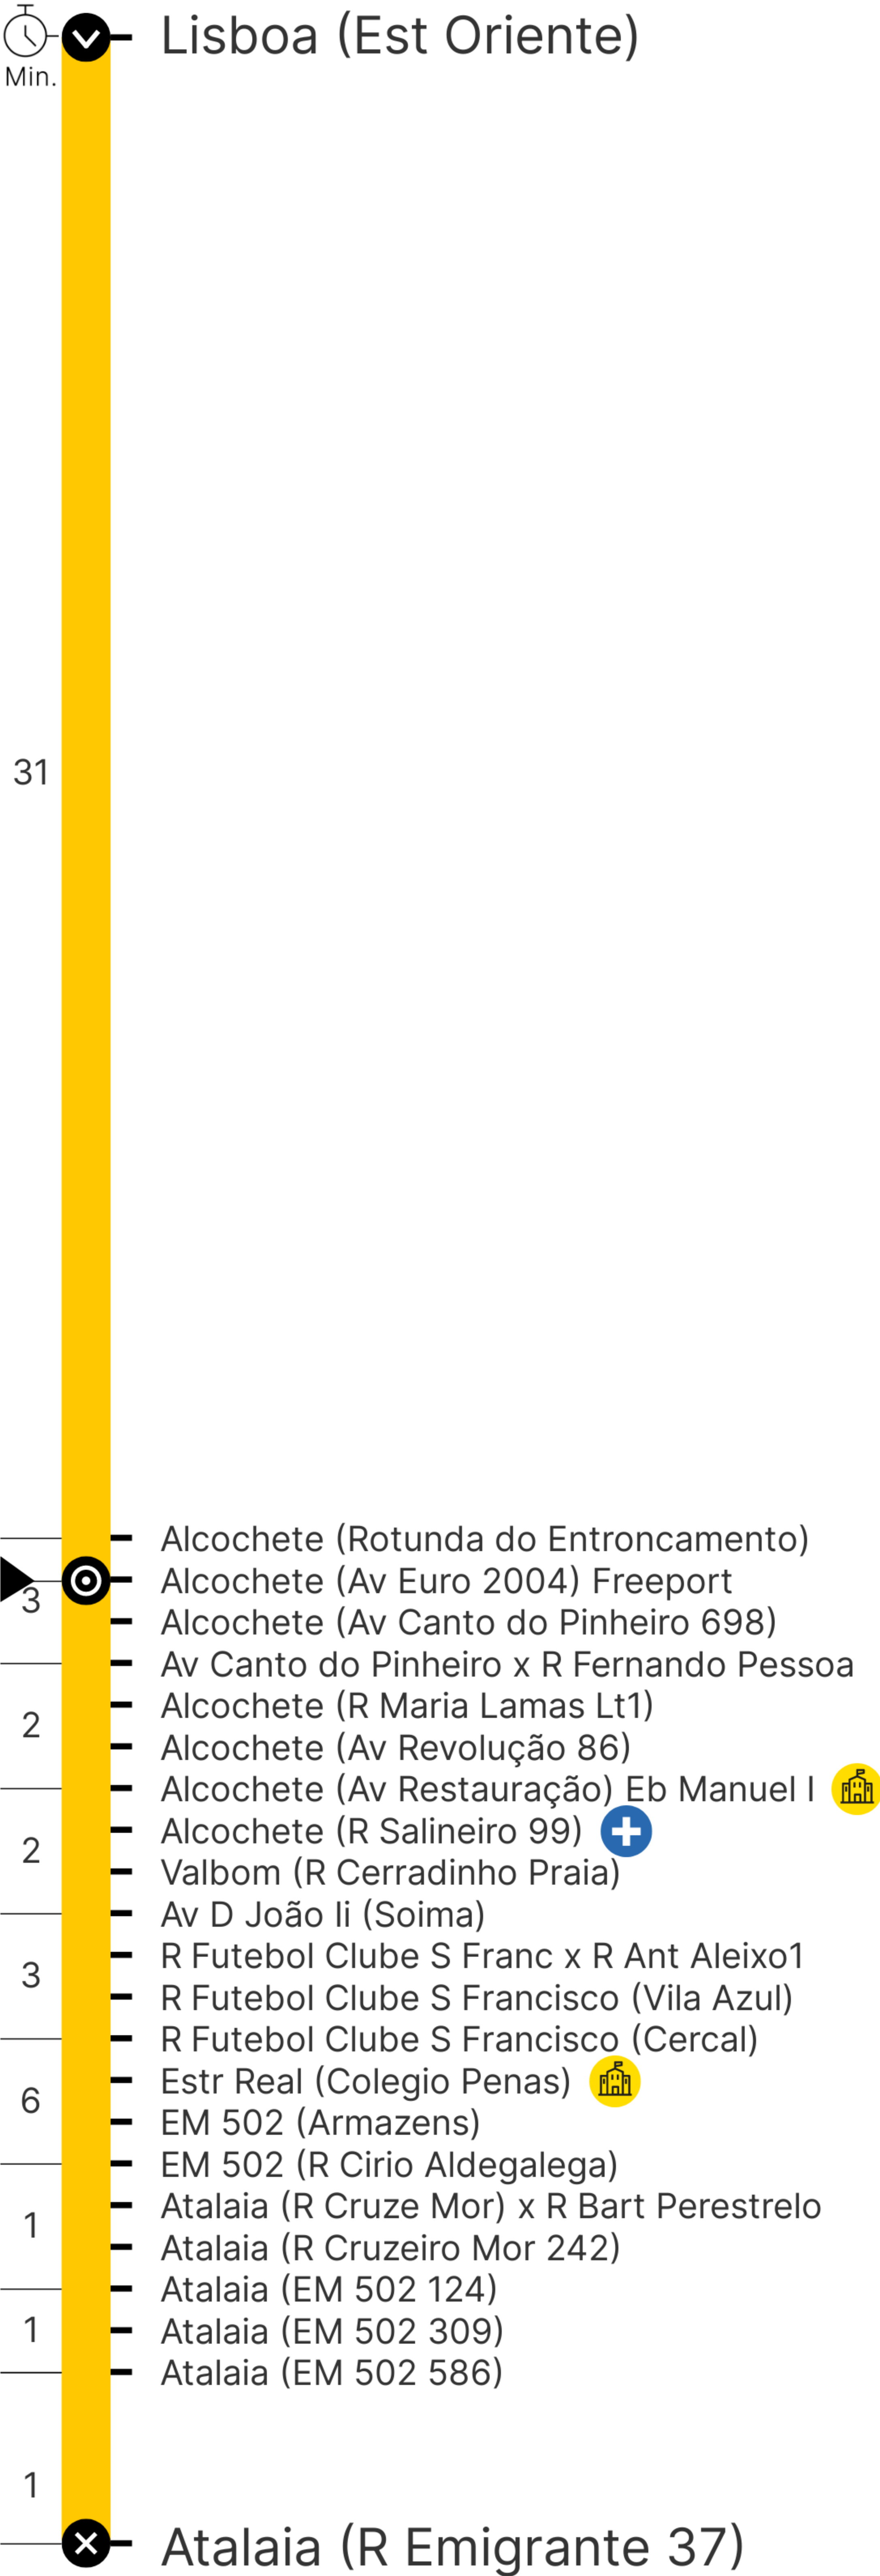 Lisboa (Est Oriente)
Min.
31
Alcochete (Rotunda do Entroncamento)
Alcochete (Av Euro 2004) Freeport
3
Alcochete (Av Canto do Pinheiro 698)
Av Canto do Pinheiro x R Fernando Pessoa
Alcochete (R Maria Lamas Lt1)
2
Alcochete (Av Revolução 86)
Alcochete (Av Restauração) Eb Manuel I
Alcochete (R Salineiro 99)
2
Valbom (R Cerradinho Praia)
Av D João Ii (Soima)
R Futebol Clube S Franc x R Ant Aleixo1
3
R Futebol Clube S Francisco (Vila Azul)
R Futebol Clube S Francisco (Cercal)
Estr Real (Colegio Penas)
6
EM 502 (Armazens)
EM 502 (R Cirio Aldegalega)
Atalaia (R Cruze Mor) x R Bart Perestrelo
1
Atalaia (R Cruzeiro Mor 242)
Atalaia (EM 502 124)
1
Atalaia (EM 502 309)
Atalaia (EM 502 586)
1
Atalaia (R Emigrante 37)